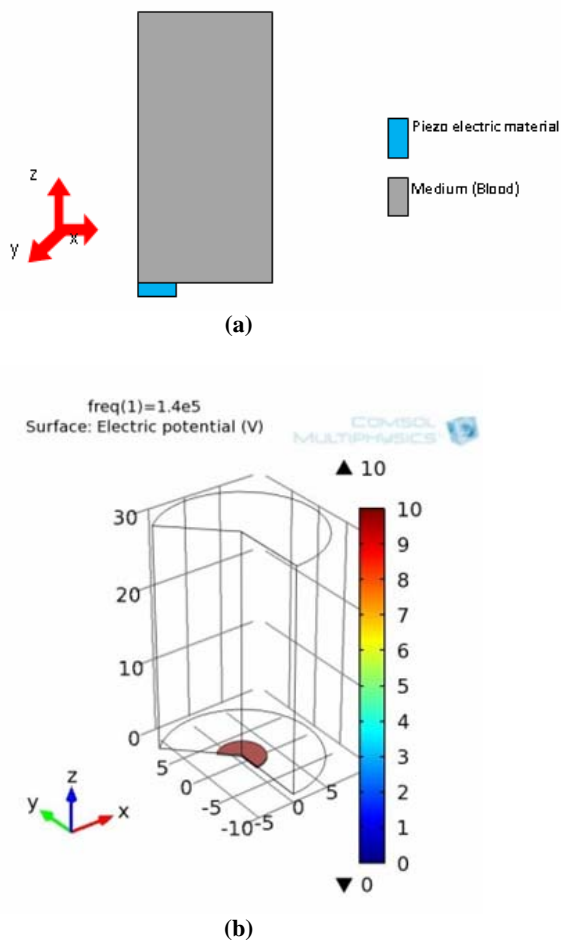 Piezo electric material
z
Medium (Blood)
x
y
(a)
freq(1)=1.4e5
Surface: Electric potential (V)
COMSOL
MULTIPHYSICS
▲ 10
30
10
9
20
8
7
6
10
5
4
0
3
5
z
0
5
2
y
x
-5
0
1
-10
-5
0
▼ 0
(b)